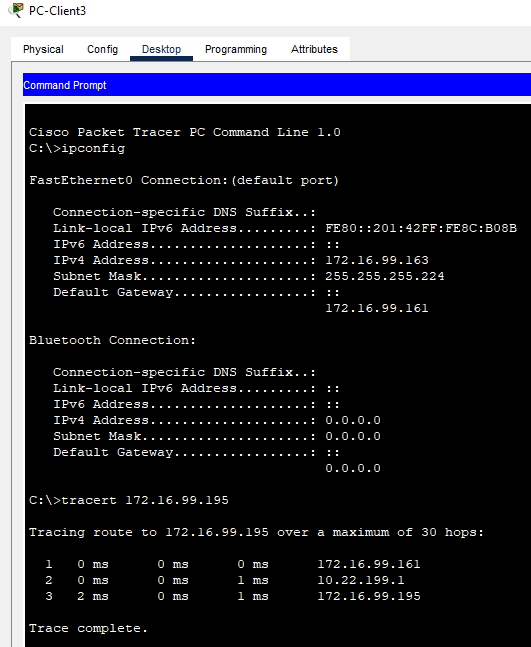 PC-Client3
Physical Config Desktop Programming Attributes
Command Prompt
Cisco Packet Tracer PC Command Line 1.0
C:\>ipconfig
FastEthernet0 Connection:(default port)
Connection-specific DNS Suffix..:
Link-local IPv6 Address.........: FE80::201:42FF:FE8C:B08B
IPv6 Address....................: ::
IPv4 Address....................: 172.16.99.163
Subnet Mask.....................: 255.255.255.224
Default Gateway.................: ::
172.16.99.161
Bluetooth Connection:
Connection-specific DNS Suffix..:
Link-local IPv6 Address.........: ::
IPv6 Address....................: ::
IPv4 Address....................: 0.0.0.0
Subnet Mask.....................: 0.0.0.0
Default Gateway.................: ::
0.0.0.0
C:\>tracert 172.16.99.195
Tracing route to 172.16.99.195 over a maximum of 30 hops:
1 0 ms 0 ms 0 ms 172.16.99.161
2 0 ms 0 ms 1 ms 10.22.199.1
3 2 ms 0 ms 1 ms 172.16.99.195
Trace complete.